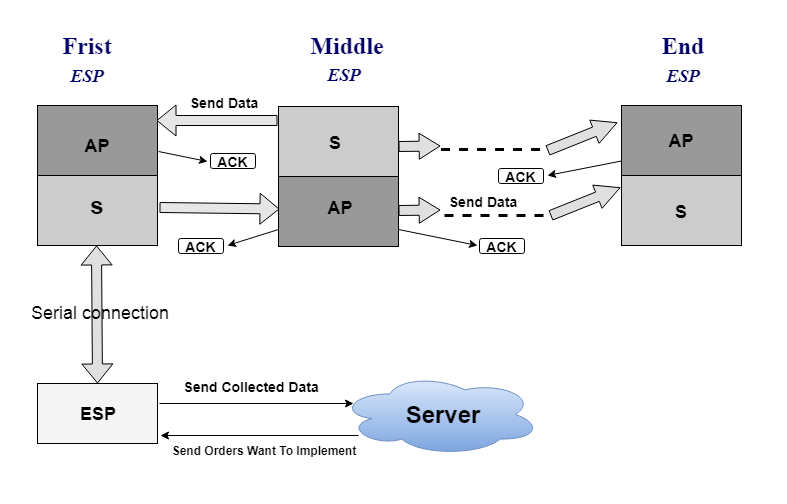 Frist
ESP
Middle
ESP
End
ESP
Send Data
AP
ACK
S
S
AP
ACK
AP
ACK
Send Data
ACK
S
Serial connection
ESP
Send Collected Data
Server
Send Orders Want To Implement